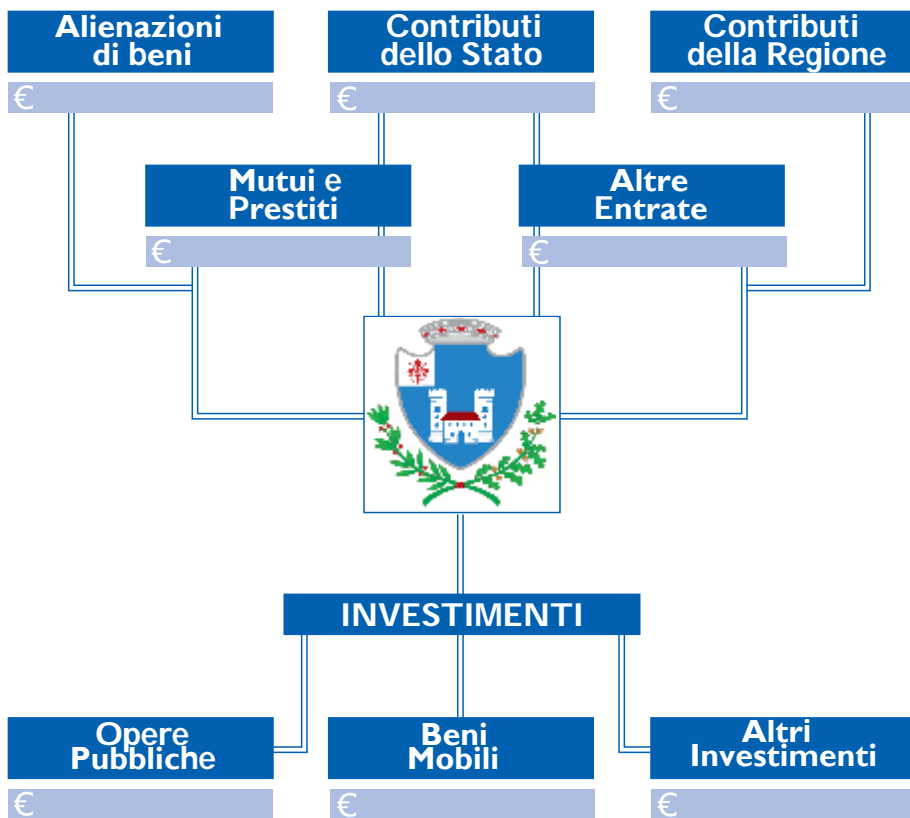 Alienazioni
di beni
€
Contributi
dello Stato
€
Contributi
della Regione
€
Mutui e
Prestiti
€
Altre
Entrate
€
INVESTIMENTI
Opere
Pubbliche
€
Beni
Mobili
€
Altri
Investimenti
€